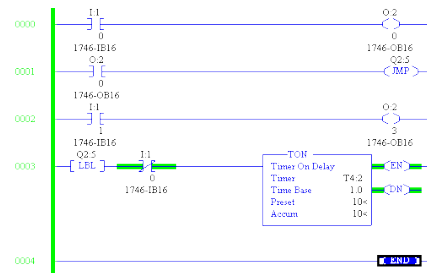 I:1 O:2
0000
0 0
1746-IB16 1746-OB16
O:2 Q2:5
0001 JMP
0
1746-OB16
I:1 O:2
0002
1 3
1746-IB16 1746-OB16
Q2:5 I:1 TON
0003 LBL Timer On Delay EN
0 Timer T4:2
1746-IB16 Time Base 1.0 DN
Preset 10<
Accum 10<
0004 END